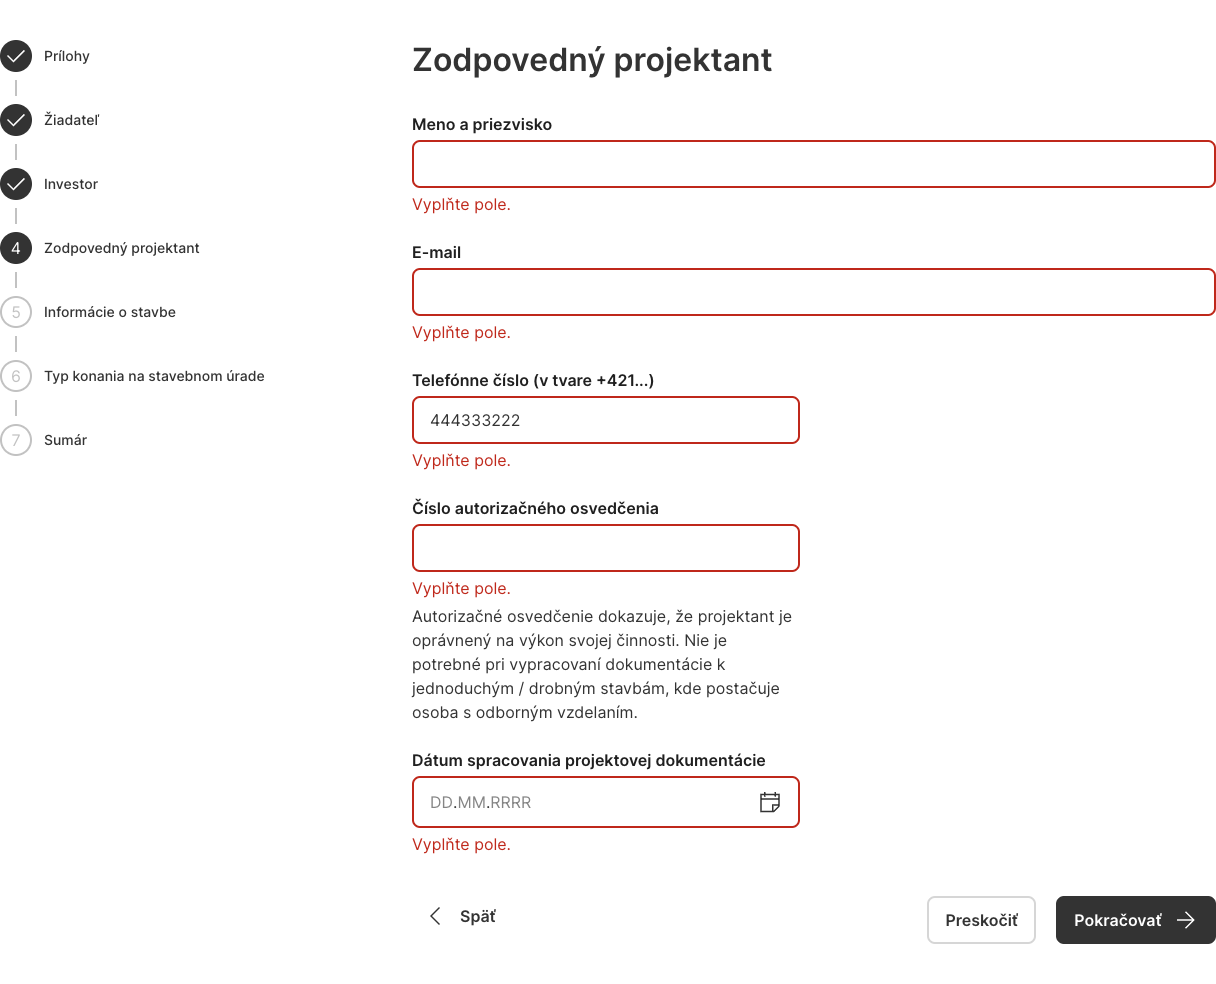 Prílohy
Žiadateľ
Investor
4 Zodpovedný projektant
5 Informácie o stavbe
6 Typ konania na stavebnom úrade
7 Sumár
Zodpovedný projektant
Meno a priezvisko
Vyplňte pole.
E-mail
Vyplňte pole.
Telefónne číslo (v tvare +421...)
444333222
Vyplňte pole.
Číslo autorizačného osvedčenia
Vyplňte pole.
Autorizačné osvedčenie dokazuje, že projektant je
oprávnený na výkon svojej činnosti. Nie je
potrebné pri vypracovaní dokumentácie k
jednoduchým / drobným stavbám, kde postačuje
osoba s odborným vzdelaním.
Dátum spracovania projektovej dokumentácie
DD.MM.RRRR
Vyplňte pole.
Späť
Preskočiť
Pokračovať